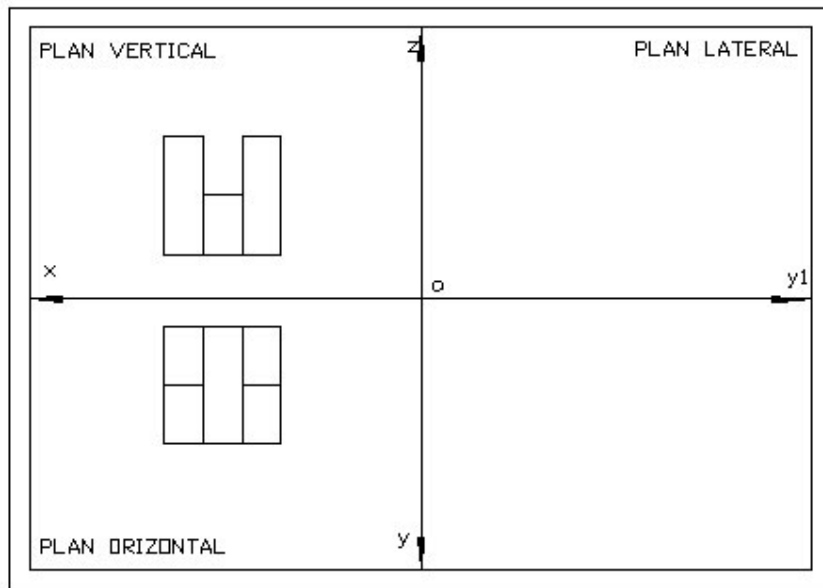 PLAN VERTICAL
z
PLAN LATERAL
x
o
y1
y
PLAN ORIZONTAL